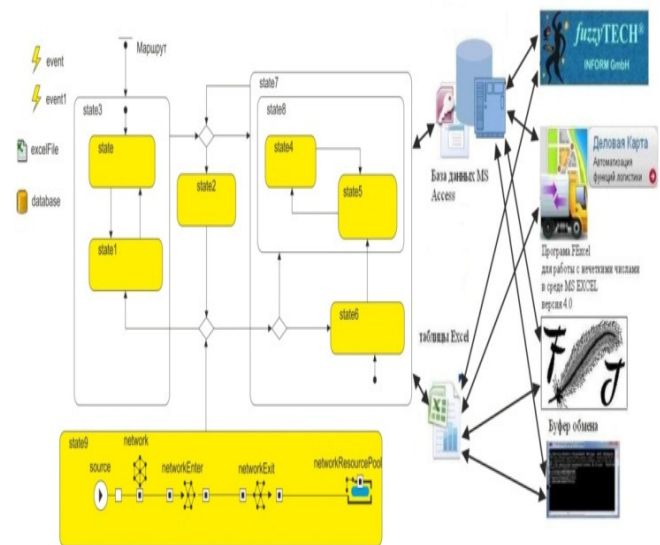 event
event1
excelFile
database
Маршрут
state3
state
state1
state2
state7
state8
state4
state5
state6
state9
source
network
networkEnter
networkExit
networkResourcePool
База данных MS
Access
таблицы Excel
fuzzyTECH®
INFORM GmbH
Деловая Карта
Автоматизация
функций логистики
Програма FExcel
для работы с нечеткими числами
в среде MS EXCEL
версия 4.0
Буфер обмена